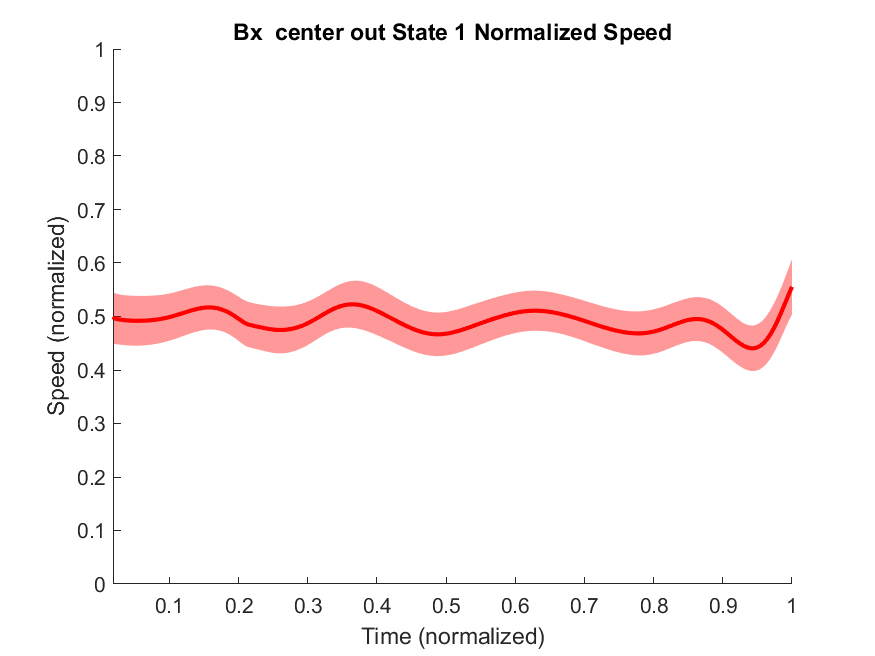 Bx  center out State 1 Normalized Speed
1
0.9
0.8
0.7
0.6
0.5
0.4
0.3
0.2
0.1
0
Speed (normalized)
0.1 0.2 0.3 0.4 0.5 0.6 0.7 0.8 0.9 1
Time (normalized)